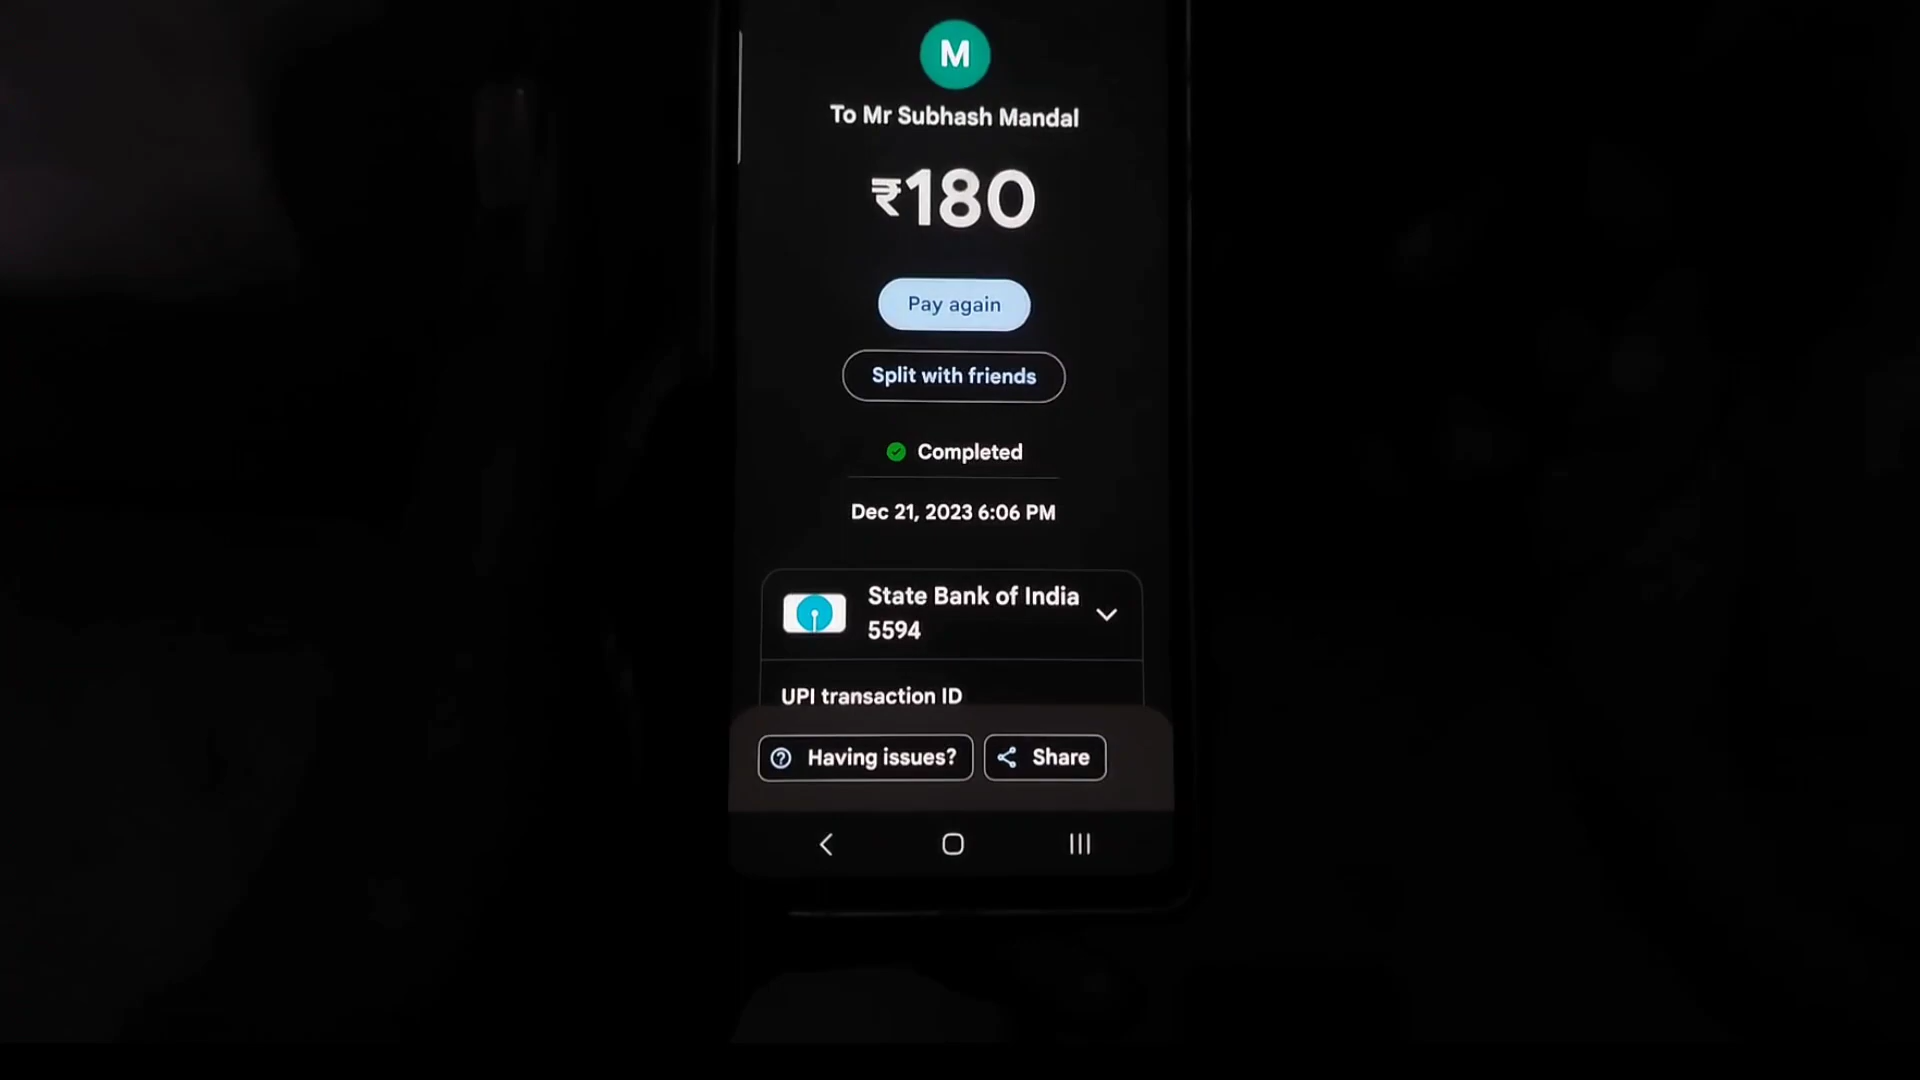 M
To Mr Subhash Mandal
₹180
Pay again
Split with friends
Completed
Dec 21, 2023 6:06 PM
State Bank of India
5594
UPI transaction ID
Having issues?
Share